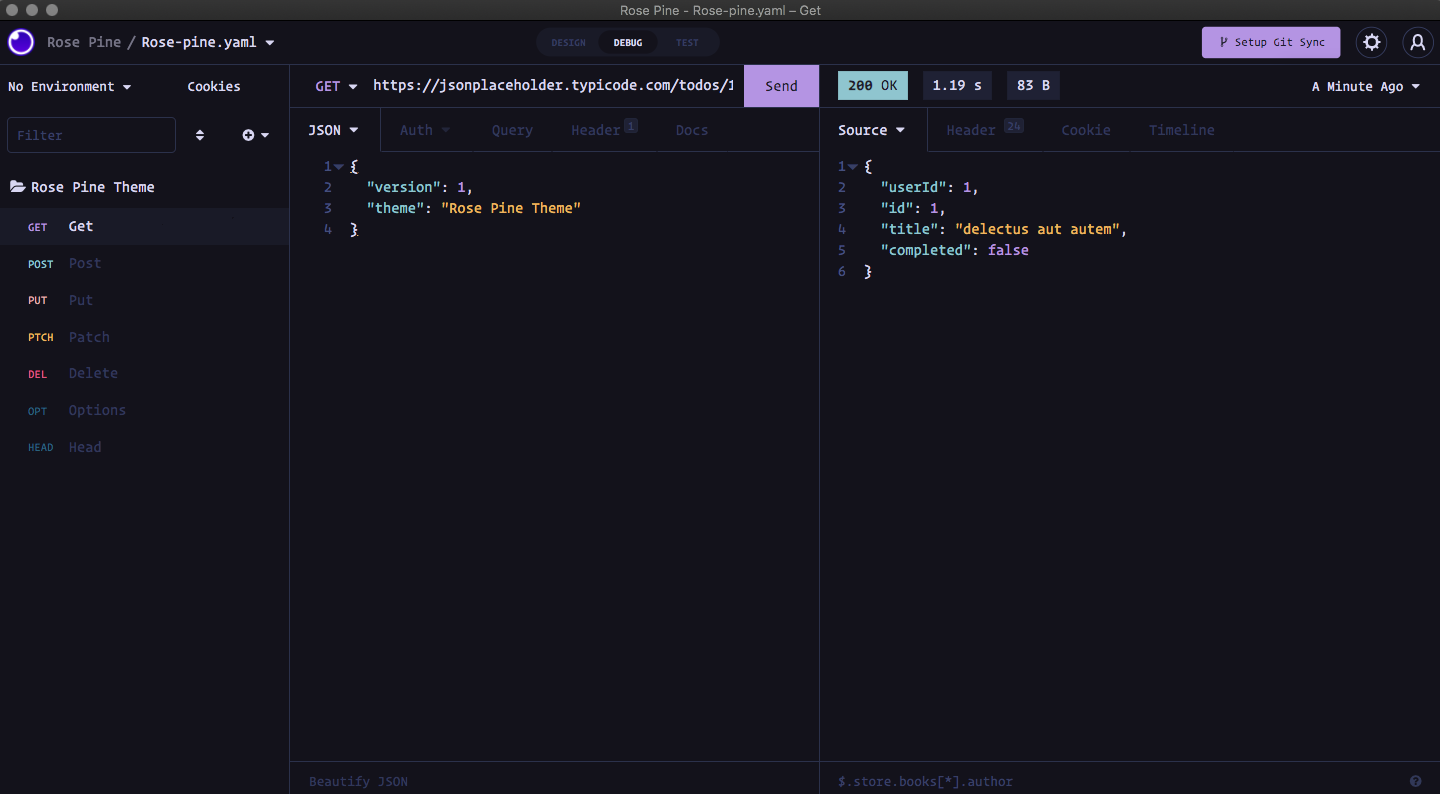 Rose Pine - Rose-pine.yaml – Get
Rose Pine / Rose-pine.yaml
DESIGN DEBUG TEST
Setup Git Sync
No Environment Cookies
GET https://jsonplaceholder.typicode.com/todos/1 Send
200 OK 1.19 s 83 B A Minute Ago
Filter
JSON Auth Query Header 1 Docs
Source Header 24 Cookie Timeline
Rose Pine Theme
GET Get
POST Post
PUT Put
PTCH Patch
DEL Delete
OPT Options
HEAD Head
1 {
2 "version": 1,
3 "theme": "Rose Pine Theme"
4 }
1 {
2 "userId": 1,
3 "id": 1,
4 "title": "delectus aut autem",
5 "completed": false
6 }
Beautify JSON
$.store.books[*].author
?